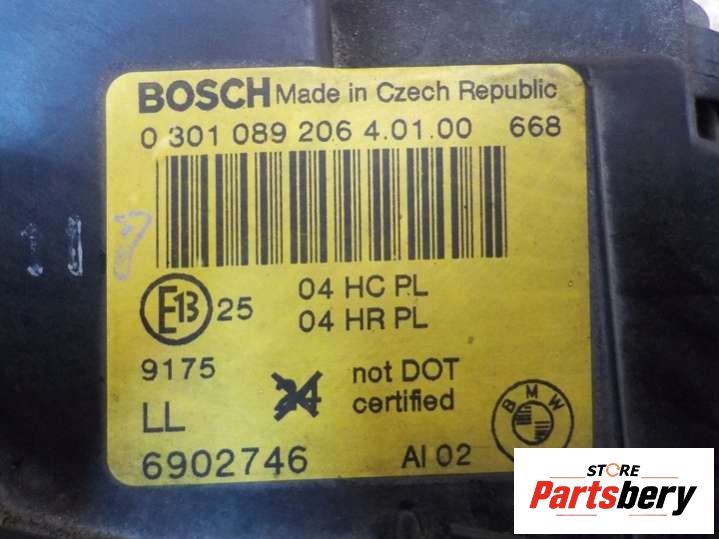 BOSCH Made in Czech Republic
0 301 089 206 4.01.00 668
E13 25 04 HC PL
04 HR PL
9175 24 not DOT
LL certified
BMW
6902746 AI 02
STORE
Partsbery